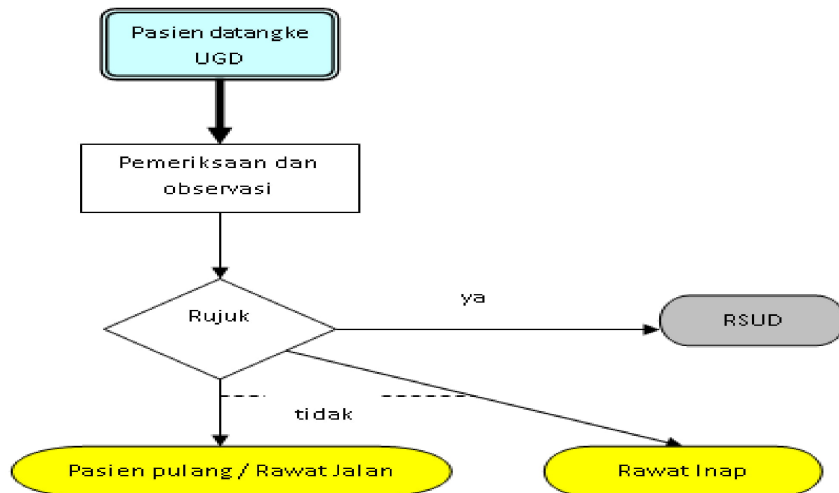 Pasien datangke
UGD
Pemeriksaan dan
observasi
Rujuk
ya
RSUD
tidak
Pasien pulang / Rawat Jalan
Rawat Inap